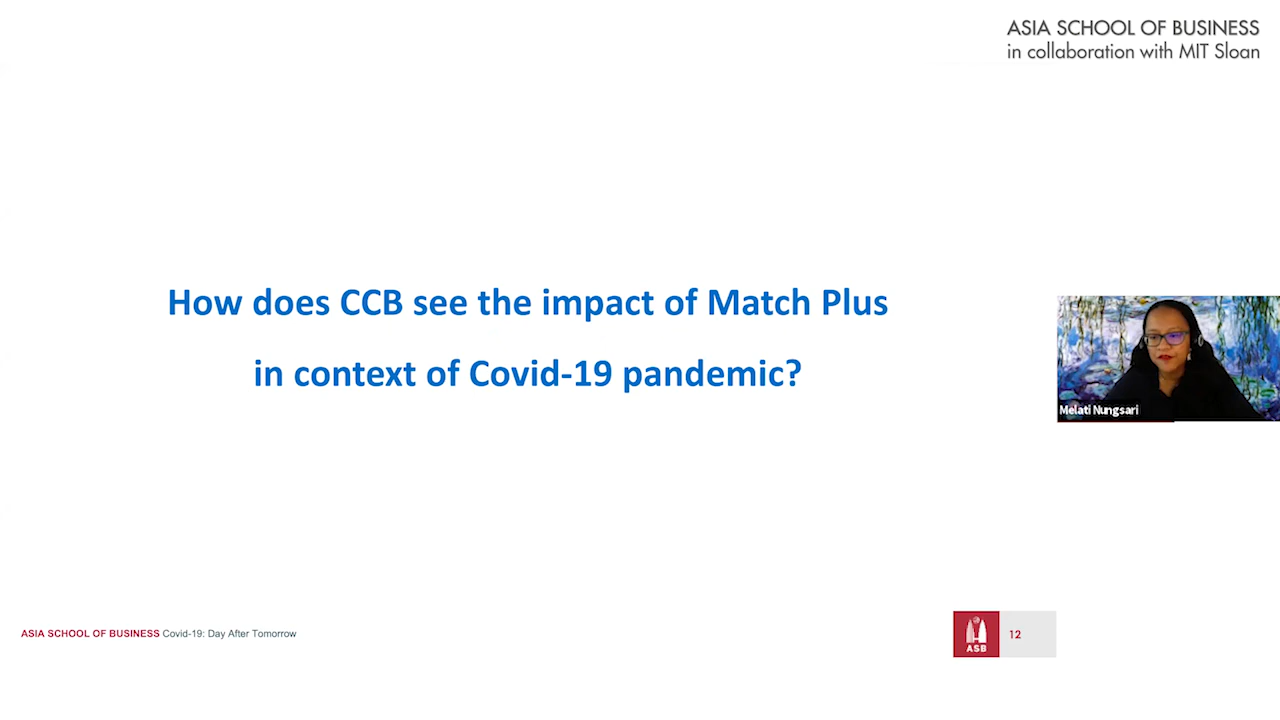 ASIA SCHOOL OF BUSINESS
in collaboration with MIT Sloan
How does CCB see the impact of Match Plus
in context of Covid-19 pandemic?
Melati Nungsari
ASIA SCHOOL OF BUSINESS Covid-19: Day After Tomorrow
ASB
12